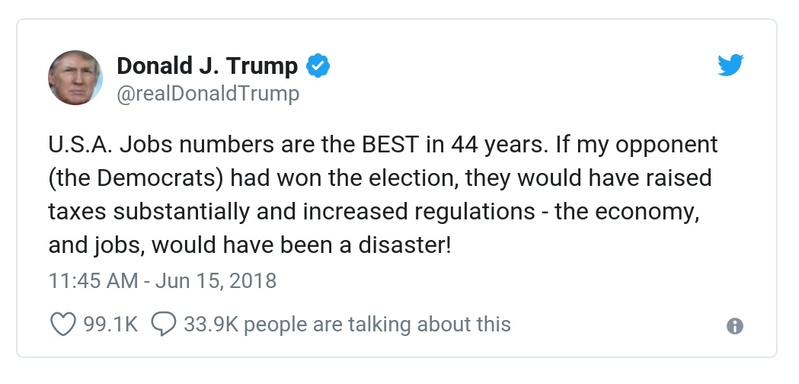 Donald J. Trump
@realDonaldTrump
U.S.A. Jobs numbers are the BEST in 44 years. If my opponent
(the Democrats) had won the election, they would have raised
taxes substantially and increased regulations - the economy,
and jobs, would have been a disaster!
11:45 AM - Jun 15, 2018
99.1K 33.9K people are talking about this